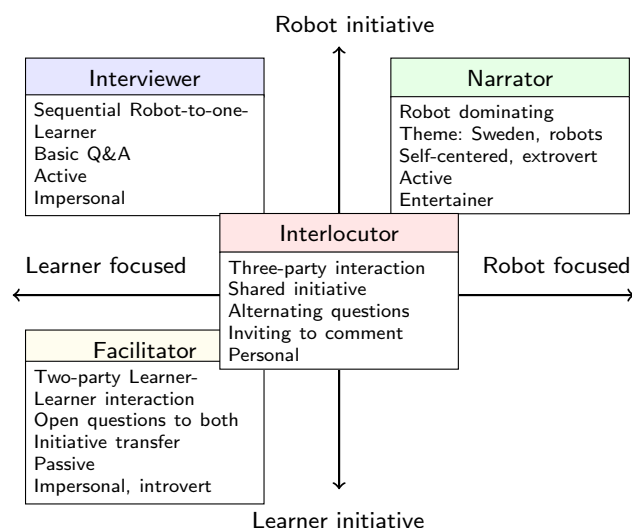 Robot initiative
Interviewer
Sequential Robot-to-one-
Learner
Basic Q&A
Active
Impersonal
Narrator
Robot dominating
Theme: Sweden, robots
Self-centered, extrovert
Active
Entertainer
Interlocutor
Three-party interaction
Shared initiative
Alternating questions
Inviting to comment
Personal
Learner focused
Robot focused
Facilitator
Two-party Learner-
Learner interaction
Open questions to both
Initiative transfer
Passive
Impersonal, introvert
Learner initiative